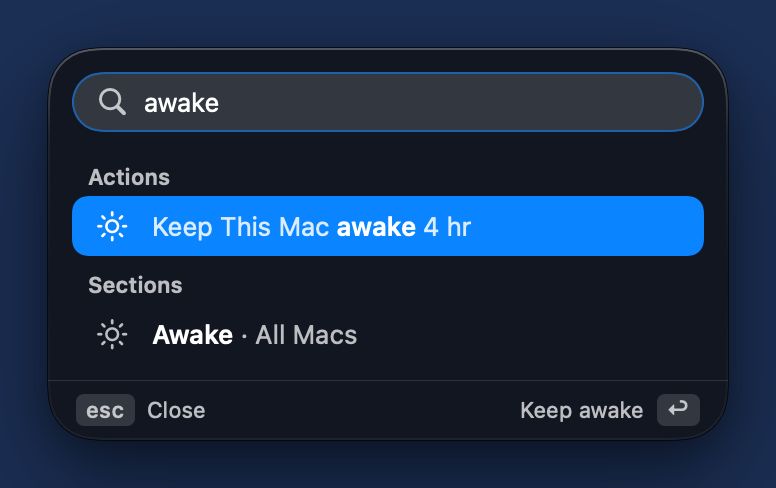 awake
Actions
Keep This Mac awake 4 hr
Sections
Awake · All Macs
esc Close Keep awake